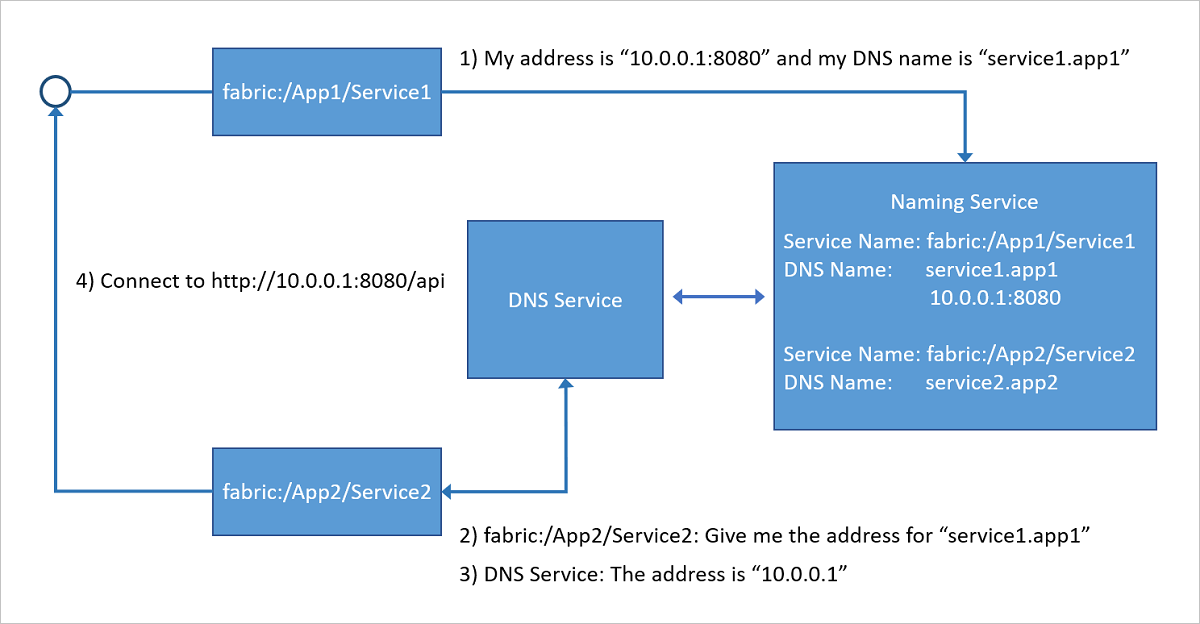 1) My address is “10.0.0.1:8080” and my DNS name is “service1.app1”
fabric:/App1/Service1
Naming Service
Service Name: fabric:/App1/Service1
DNS Name: service1.app1
10.0.0.1:8080
Service Name: fabric:/App2/Service2
DNS Name: service2.app2
4) Connect to http://10.0.0.1:8080/api
DNS Service
fabric:/App2/Service2
2) fabric:/App2/Service2: Give me the address for “service1.app1”
3) DNS Service: The address is “10.0.0.1”